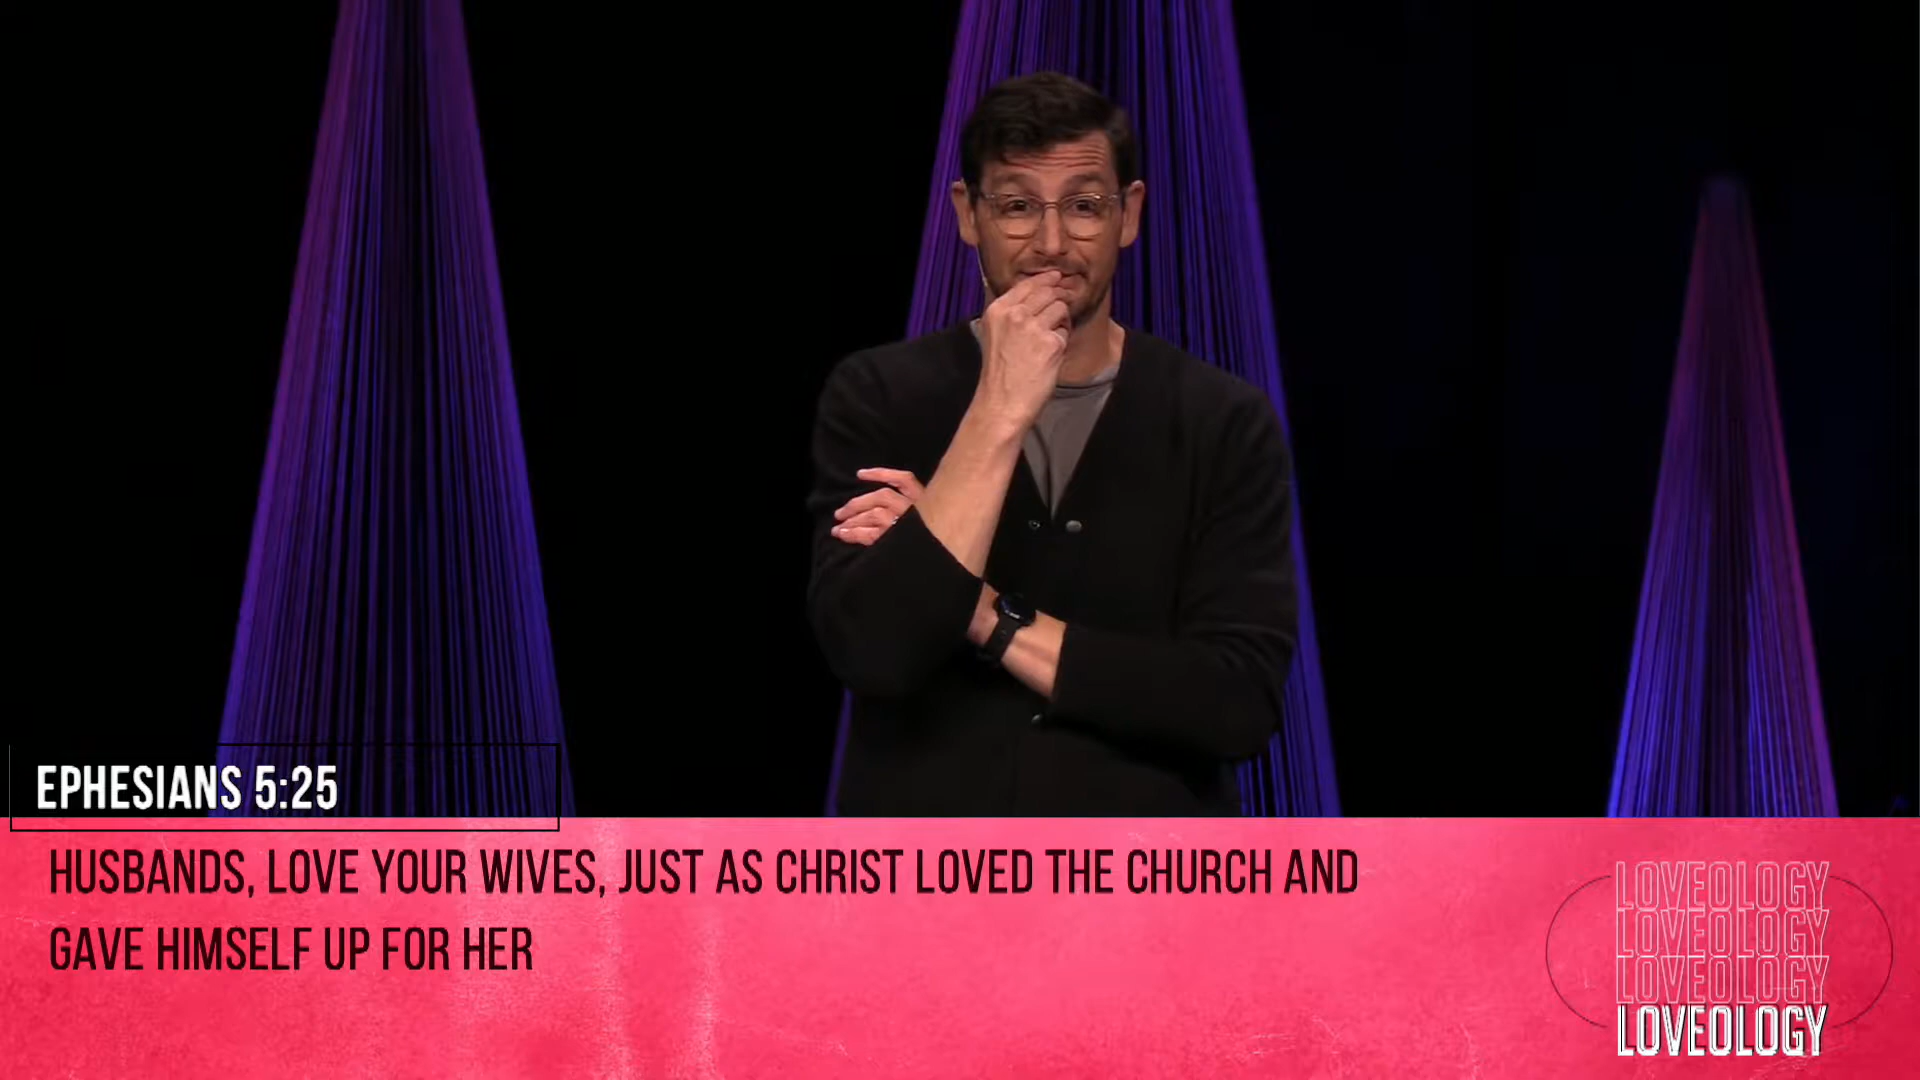 EPHESIANS 5:25
HUSBANDS, LOVE YOUR WIVES, JUST AS CHRIST LOVED THE CHURCH AND
GAVE HIMSELF UP FOR HER
LOVEOLOGY
LOVEOLOGY
LOVEOLOGY
LOVEOLOGY